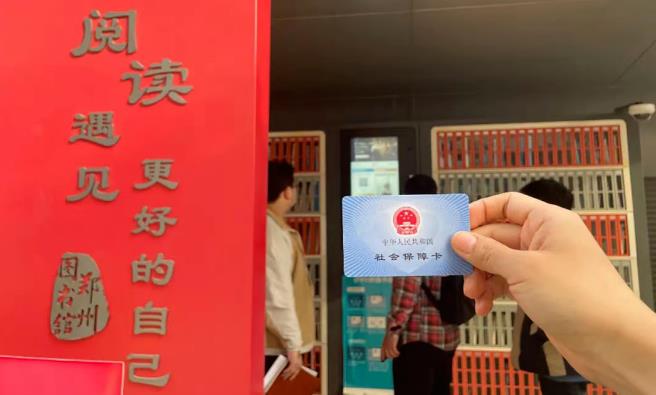 阅读
遇见
更好的自己
郑州
图书馆
中华人民共和国
社会保障卡